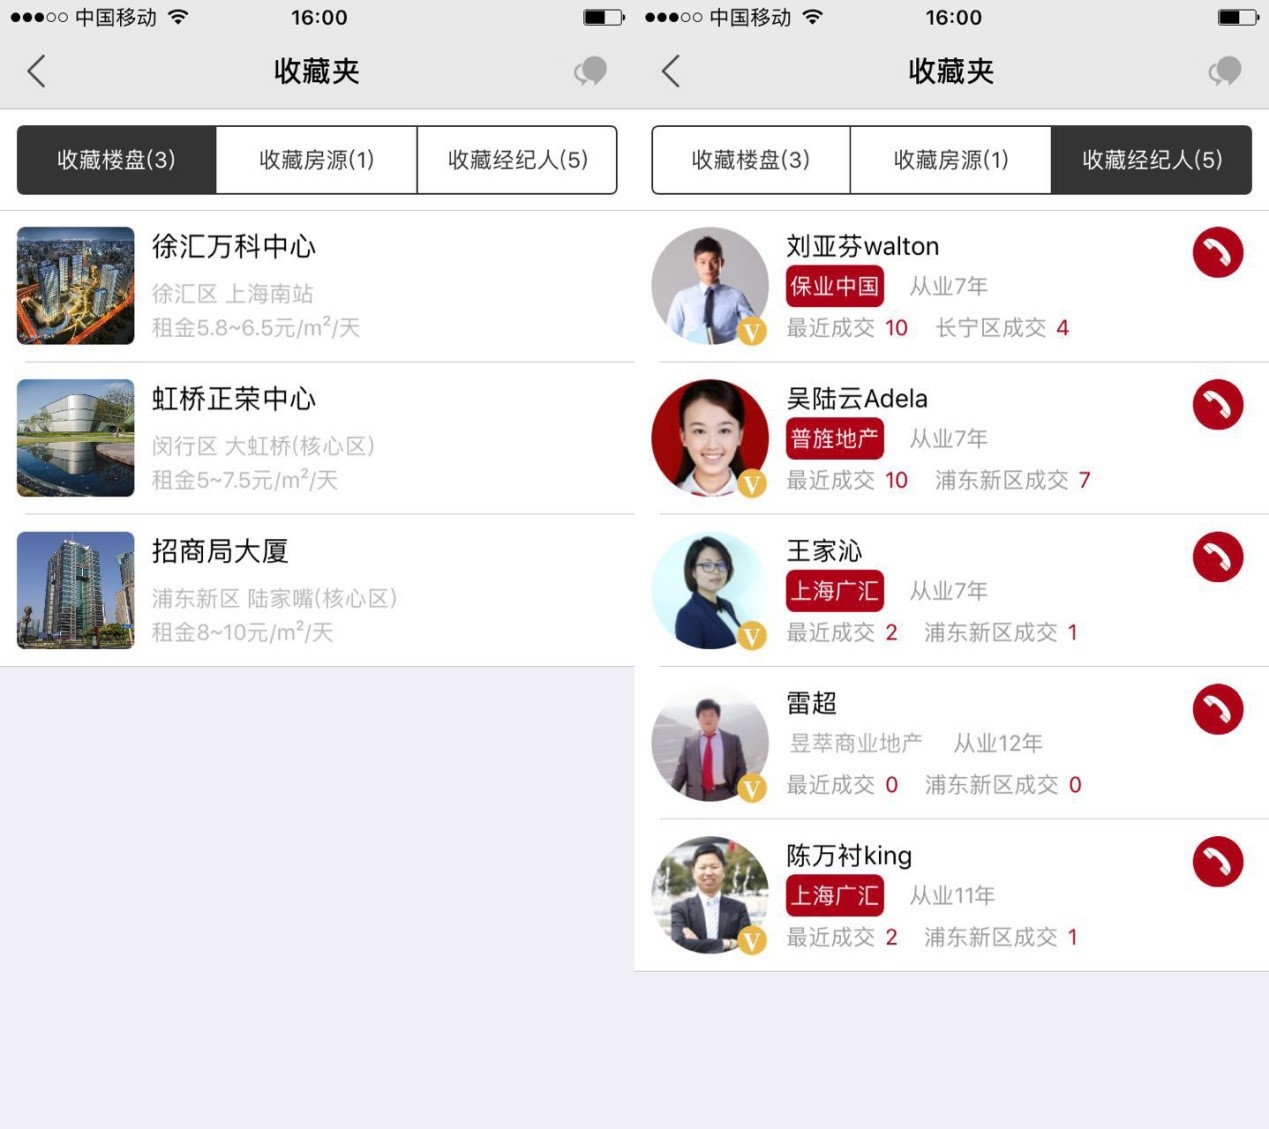 中国移动 16:00
收藏夹
收藏楼盘(3) 收藏房源(1) 收藏经纪人(5)
徐汇万科中心
徐汇区 上海南站
租金5.8~6.5元/m²/天
虹桥正荣中心
闵行区 大虹桥(核心区)
租金5~7.5元/m²/天
招商局大厦
浦东新区 陆家嘴(核心区)
租金8~10元/m²/天
中国移动 16:00
收藏夹
收藏楼盘(3) 收藏房源(1) 收藏经纪人(5)
刘亚芬walton
保业中国 从业7年
最近成交 10 长宁区成交 4
V
吴陆云Adela
普旌地产 从业7年
最近成交 10 浦东新区成交 7
V
王家沁
上海广汇 从业7年
最近成交 2 浦东新区成交 1
V
雷超
昱萃商业地产 从业12年
最近成交 0 浦东新区成交 0
V
陈万衬king
上海广汇 从业11年
最近成交 2 浦东新区成交 1
V